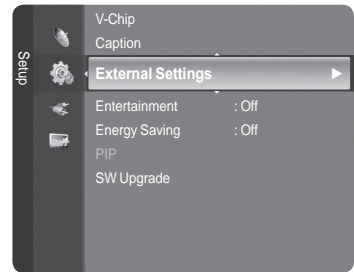 Setup
V-Chip
Caption
External Settings
Entertainment : Off
Energy Saving : Off
PIP
SW Upgrade